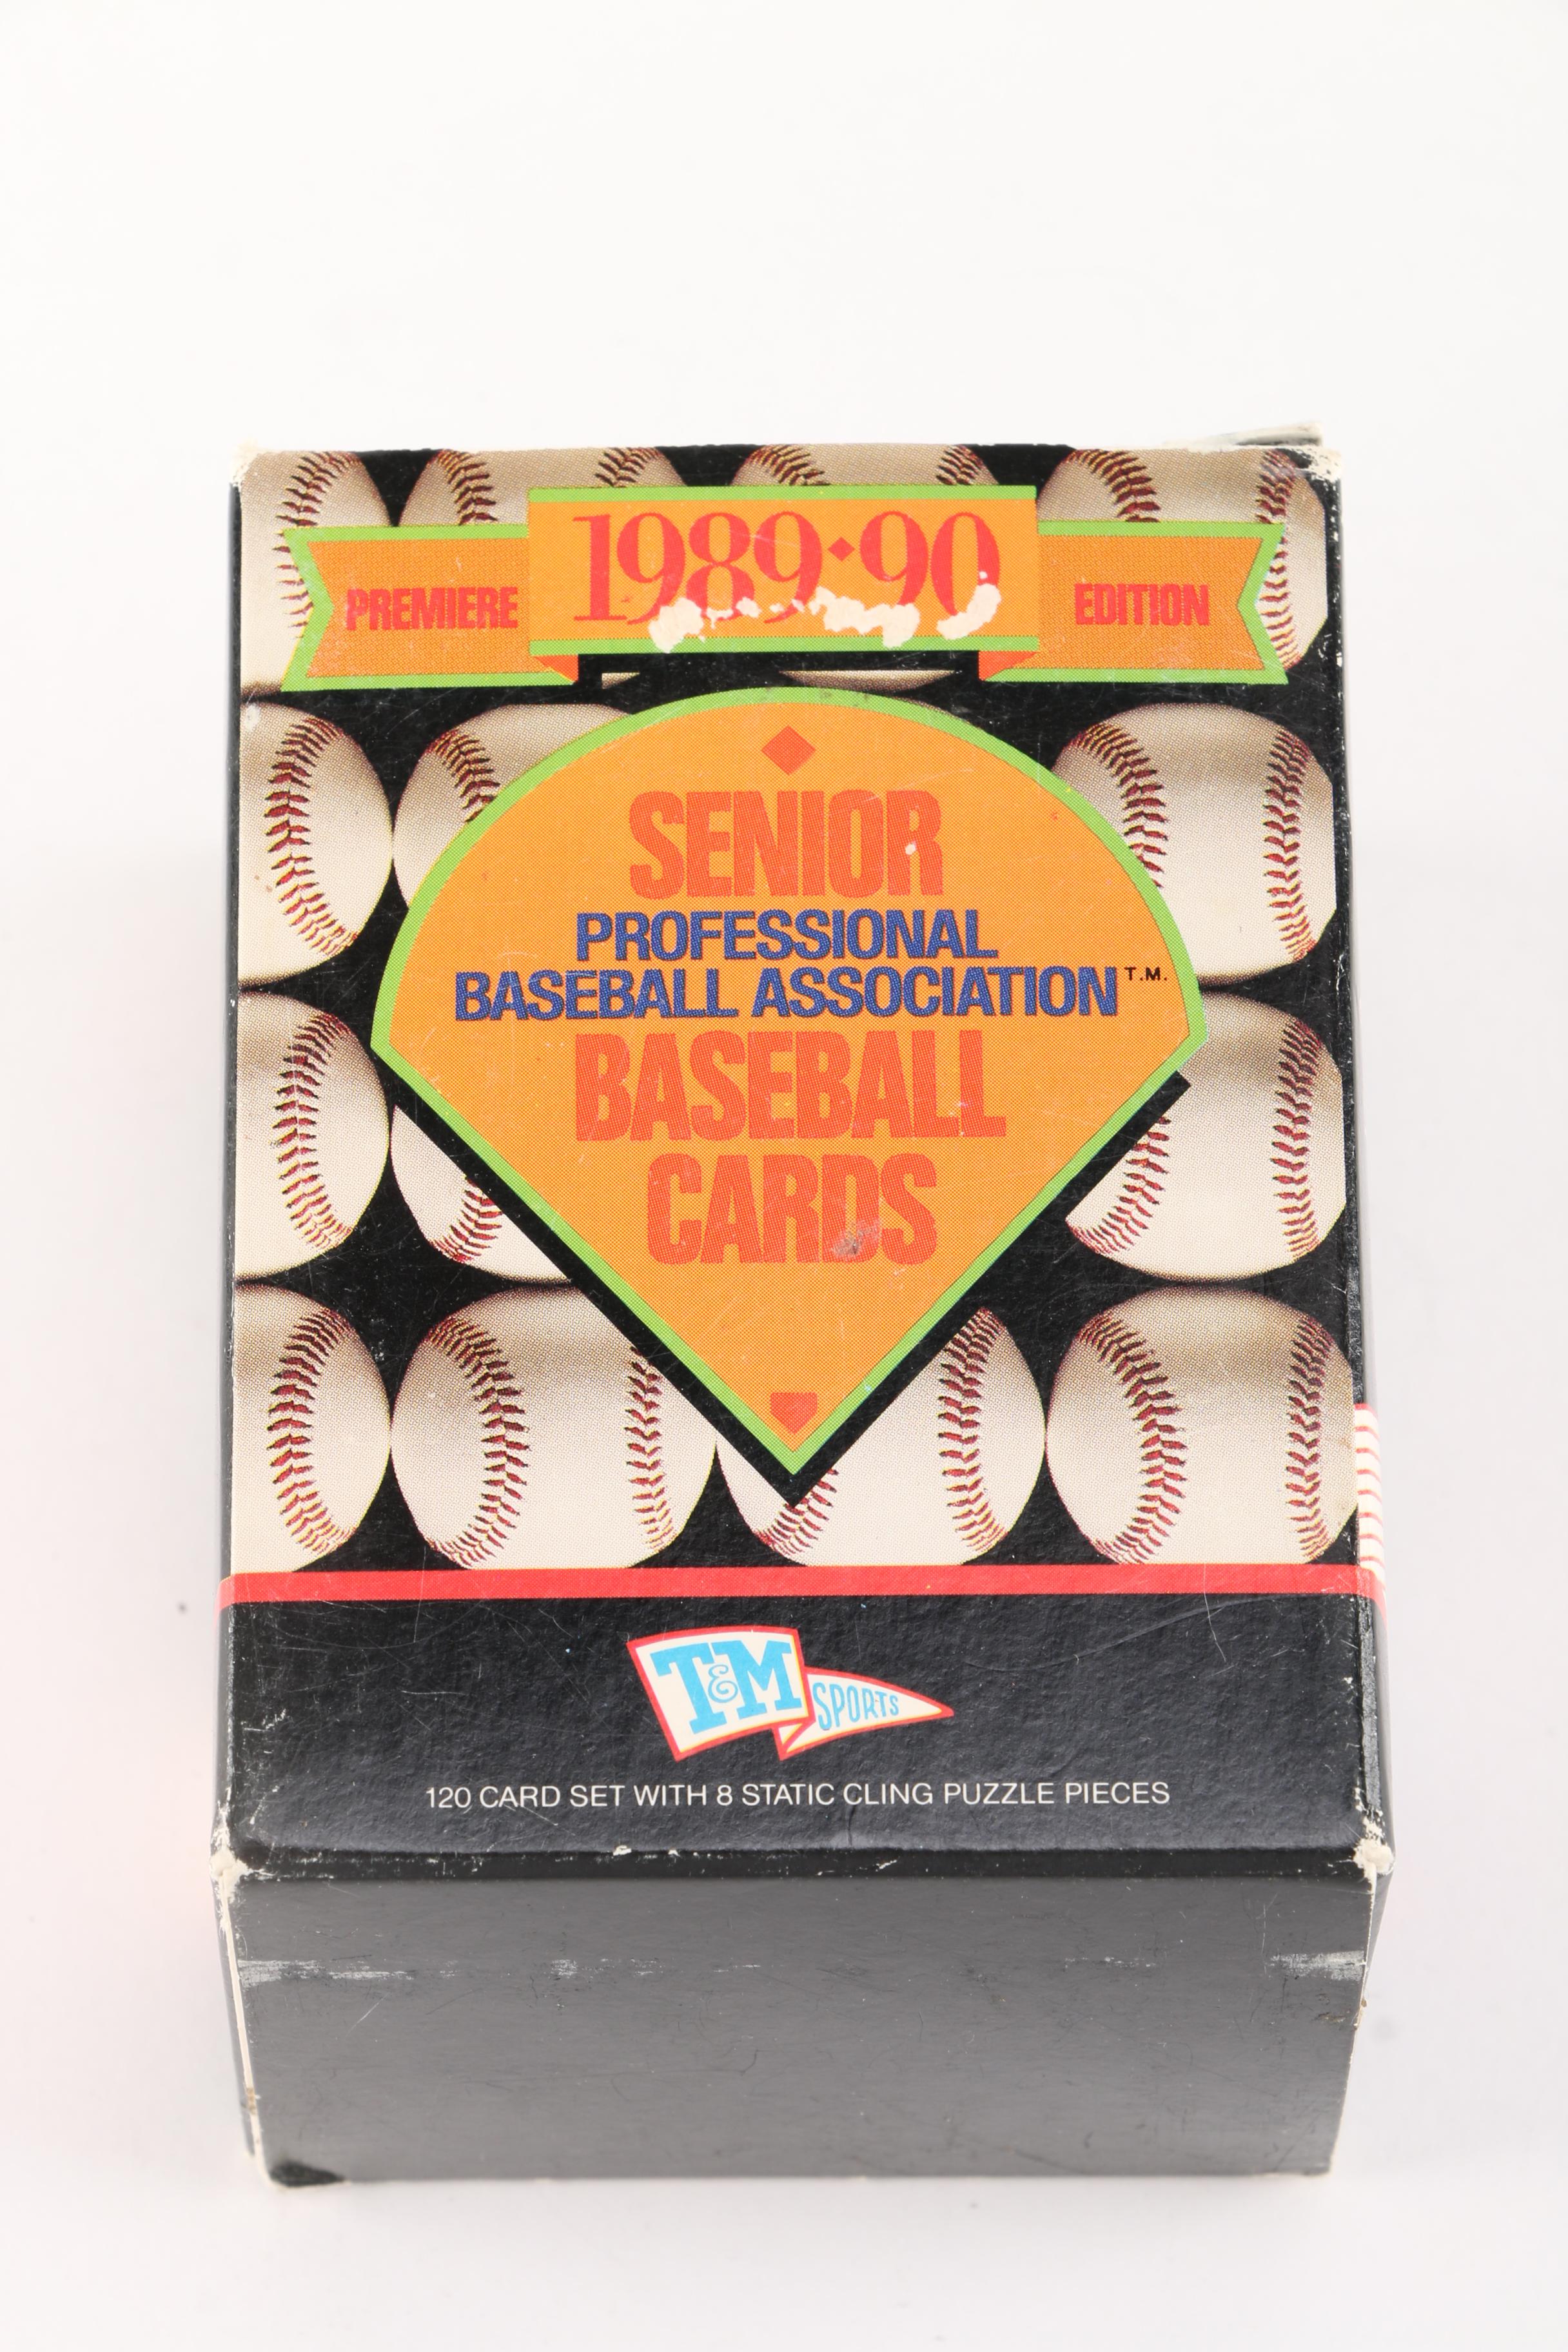 1989·90
PREMIERE EDITION
SENIOR
PROFESSIONAL
BASEBALL ASSOCIATION T.M.
BASEBALL
CARDS
T&M SPORTS
120 CARD SET WITH 8 STATIC CLING PUZZLE PIECES